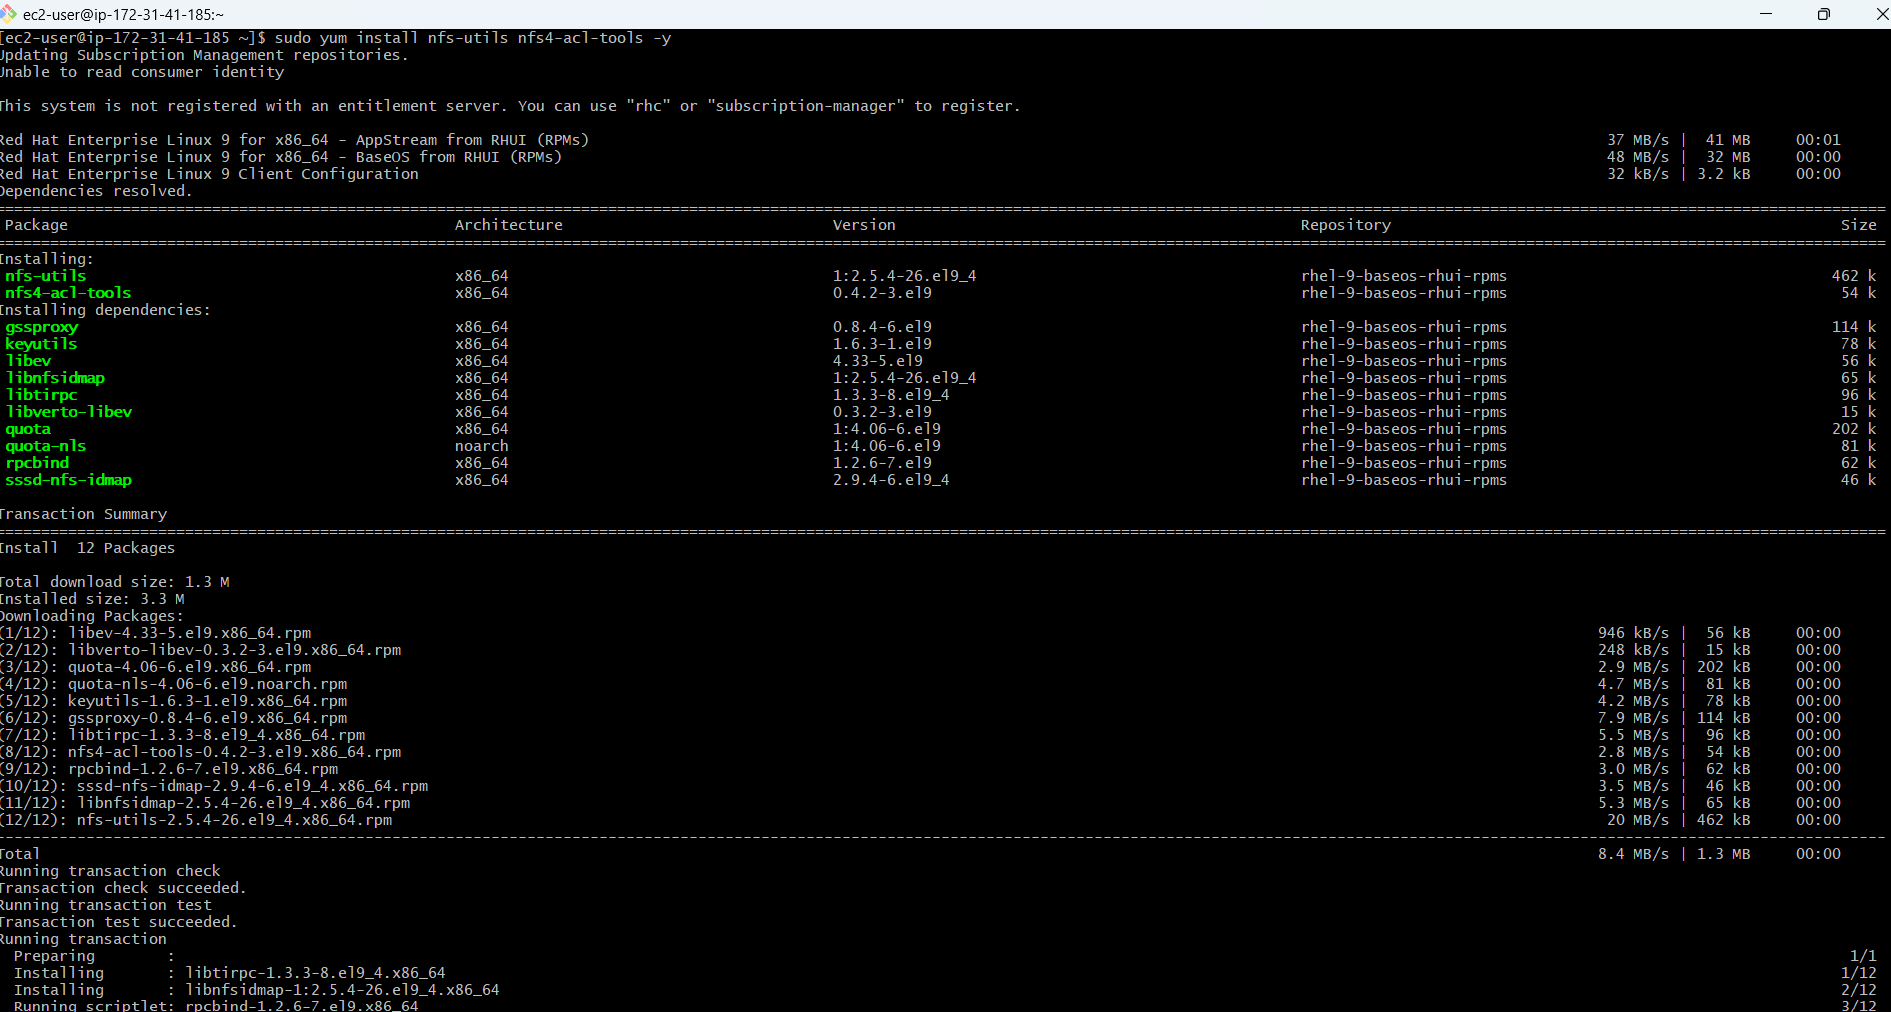 ec2-user@ip-172-31-41-185:~
[ec2-user@ip-172-31-41-185 ~]$ sudo yum install nfs-utils nfs4-acl-tools -y
Updating Subscription Management repositories.
Unable to read consumer identity
This system is not registered with an entitlement server. You can use "rhc" or "subscription-manager" to register.
Red Hat Enterprise Linux 9 for x86_64 - AppStream from RHUI (RPMs) 37 MB/s | 41 MB 00:01
Red Hat Enterprise Linux 9 for x86_64 - BaseOS from RHUI (RPMs) 48 MB/s | 32 MB 00:00
Red Hat Enterprise Linux 9 Client Configuration 32 kB/s | 3.2 kB 00:00
Dependencies resolved.
Package Architecture Version Repository Size
Installing:
nfs-utils x86_64 1:2.5.4-26.el9_4 rhel-9-baseos-rhui-rpms 462 k
nfs4-acl-tools x86_64 0.4.2-3.el9 rhel-9-baseos-rhui-rpms 54 k
Installing dependencies:
gssproxy x86_64 0.8.4-6.el9 rhel-9-baseos-rhui-rpms 114 k
keyutils x86_64 1.6.3-1.el9 rhel-9-baseos-rhui-rpms 78 k
libev x86_64 4.33-5.el9 rhel-9-baseos-rhui-rpms 56 k
libnfsidmap x86_64 1:2.5.4-26.el9_4 rhel-9-baseos-rhui-rpms 65 k
libtirpc x86_64 1.3.3-8.el9_4 rhel-9-baseos-rhui-rpms 96 k
libverto-libev x86_64 0.3.2-3.el9 rhel-9-baseos-rhui-rpms 15 k
quota x86_64 1:4.06-6.el9 rhel-9-baseos-rhui-rpms 202 k
quota-nls noarch 1:4.06-6.el9 rhel-9-baseos-rhui-rpms 81 k
rpcbind x86_64 1.2.6-7.el9 rhel-9-baseos-rhui-rpms 62 k
sssd-nfs-idmap x86_64 2.9.4-6.el9_4 rhel-9-baseos-rhui-rpms 46 k
Transaction Summary
Install 12 Packages
Total download size: 1.3 M
Installed size: 3.3 M
Downloading Packages:
(1/12): libev-4.33-5.el9.x86_64.rpm 946 kB/s | 56 kB 00:00
(2/12): libverto-libev-0.3.2-3.el9.x86_64.rpm 248 kB/s | 15 kB 00:00
(3/12): quota-4.06-6.el9.x86_64.rpm 2.9 MB/s | 202 kB 00:00
(4/12): quota-nls-4.06-6.el9.noarch.rpm 4.7 MB/s | 81 kB 00:00
(5/12): keyutils-1.6.3-1.el9.x86_64.rpm 4.2 MB/s | 78 kB 00:00
(6/12): gssproxy-0.8.4-6.el9.x86_64.rpm 7.9 MB/s | 114 kB 00:00
(7/12): libtirpc-1.3.3-8.el9_4.x86_64.rpm 5.5 MB/s | 96 kB 00:00
(8/12): nfs4-acl-tools-0.4.2-3.el9.x86_64.rpm 2.8 MB/s | 54 kB 00:00
(9/12): rpcbind-1.2.6-7.el9.x86_64.rpm 3.0 MB/s | 62 kB 00:00
(10/12): sssd-nfs-idmap-2.9.4-6.el9_4.x86_64.rpm 3.5 MB/s | 46 kB 00:00
(11/12): libnfsidmap-2.5.4-26.el9_4.x86_64.rpm 5.3 MB/s | 65 kB 00:00
(12/12): nfs-utils-2.5.4-26.el9_4.x86_64.rpm 20 MB/s | 462 kB 00:00
Total 8.4 MB/s | 1.3 MB 00:00
Running transaction check
Transaction check succeeded.
Running transaction test
Transaction test succeeded.
Running transaction
Preparing : 1/1
Installing : libtirpc-1.3.3-8.el9_4.x86_64 1/12
Installing : libnfsidmap-1:2.5.4-26.el9_4.x86_64 2/12
Running scriptlet: rpcbind-1.2.6-7.el9.x86_64 3/12